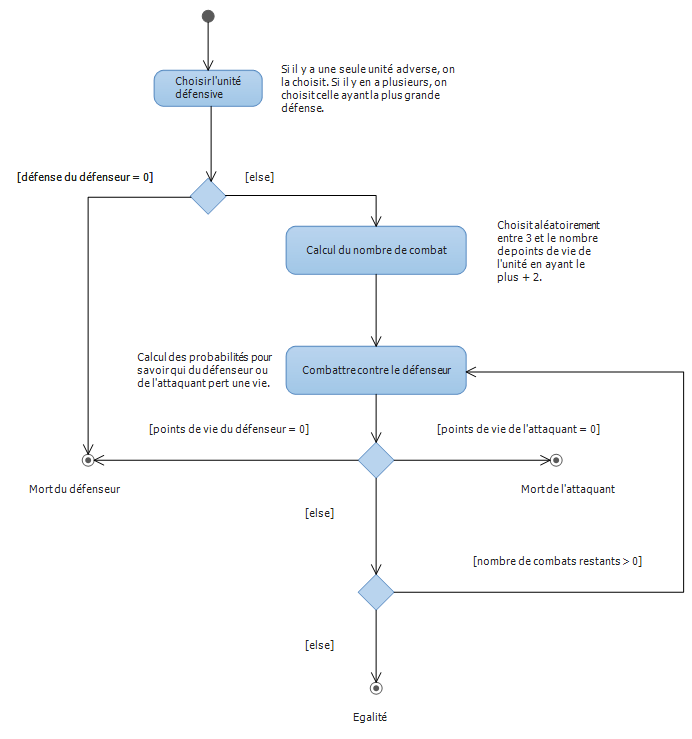 Choisir l'unité
défensive
Si il y a une seule unité adverse, on
la choisit. Si il y en a plusieurs, on
choisit celle ayant la plus grande
défense.
[défense du défenseur = 0]
[else]
Calcul du nombre de combat
Choisit aléatoirement
entre 3 et le nombre
de points de vie de
l'unité en ayant le
plus + 2.
Calcul des probabilités pour
savoir qui du défenseur ou
de l'attaquant pert une vie.
Combattre contre le défenseur
[points de vie du défenseur = 0]
[points de vie de l'attaquant = 0]
Mort du défenseur
Mort de l'attaquant
[else]
[nombre de combats restants > 0]
[else]
Egalité